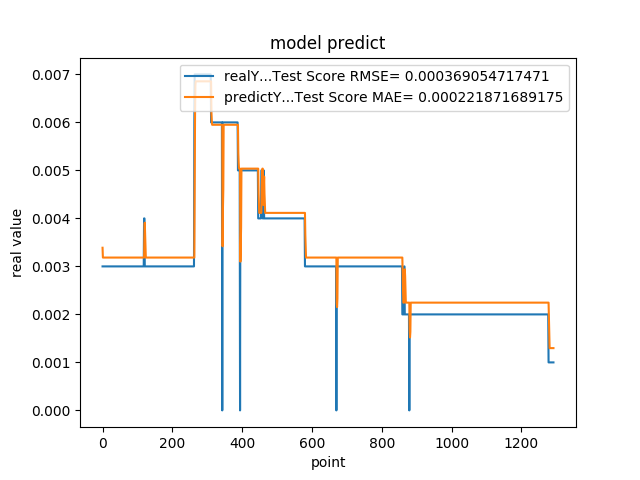 model predict
realY...Test Score RMSE= 0.000369054717471
predictY...Test Score MAE= 0.000221871689175
0.007
0.006
0.005
0.004
0.003
0.002
0.001
0.000
real value
0 200 400 600 800 1000 1200
point